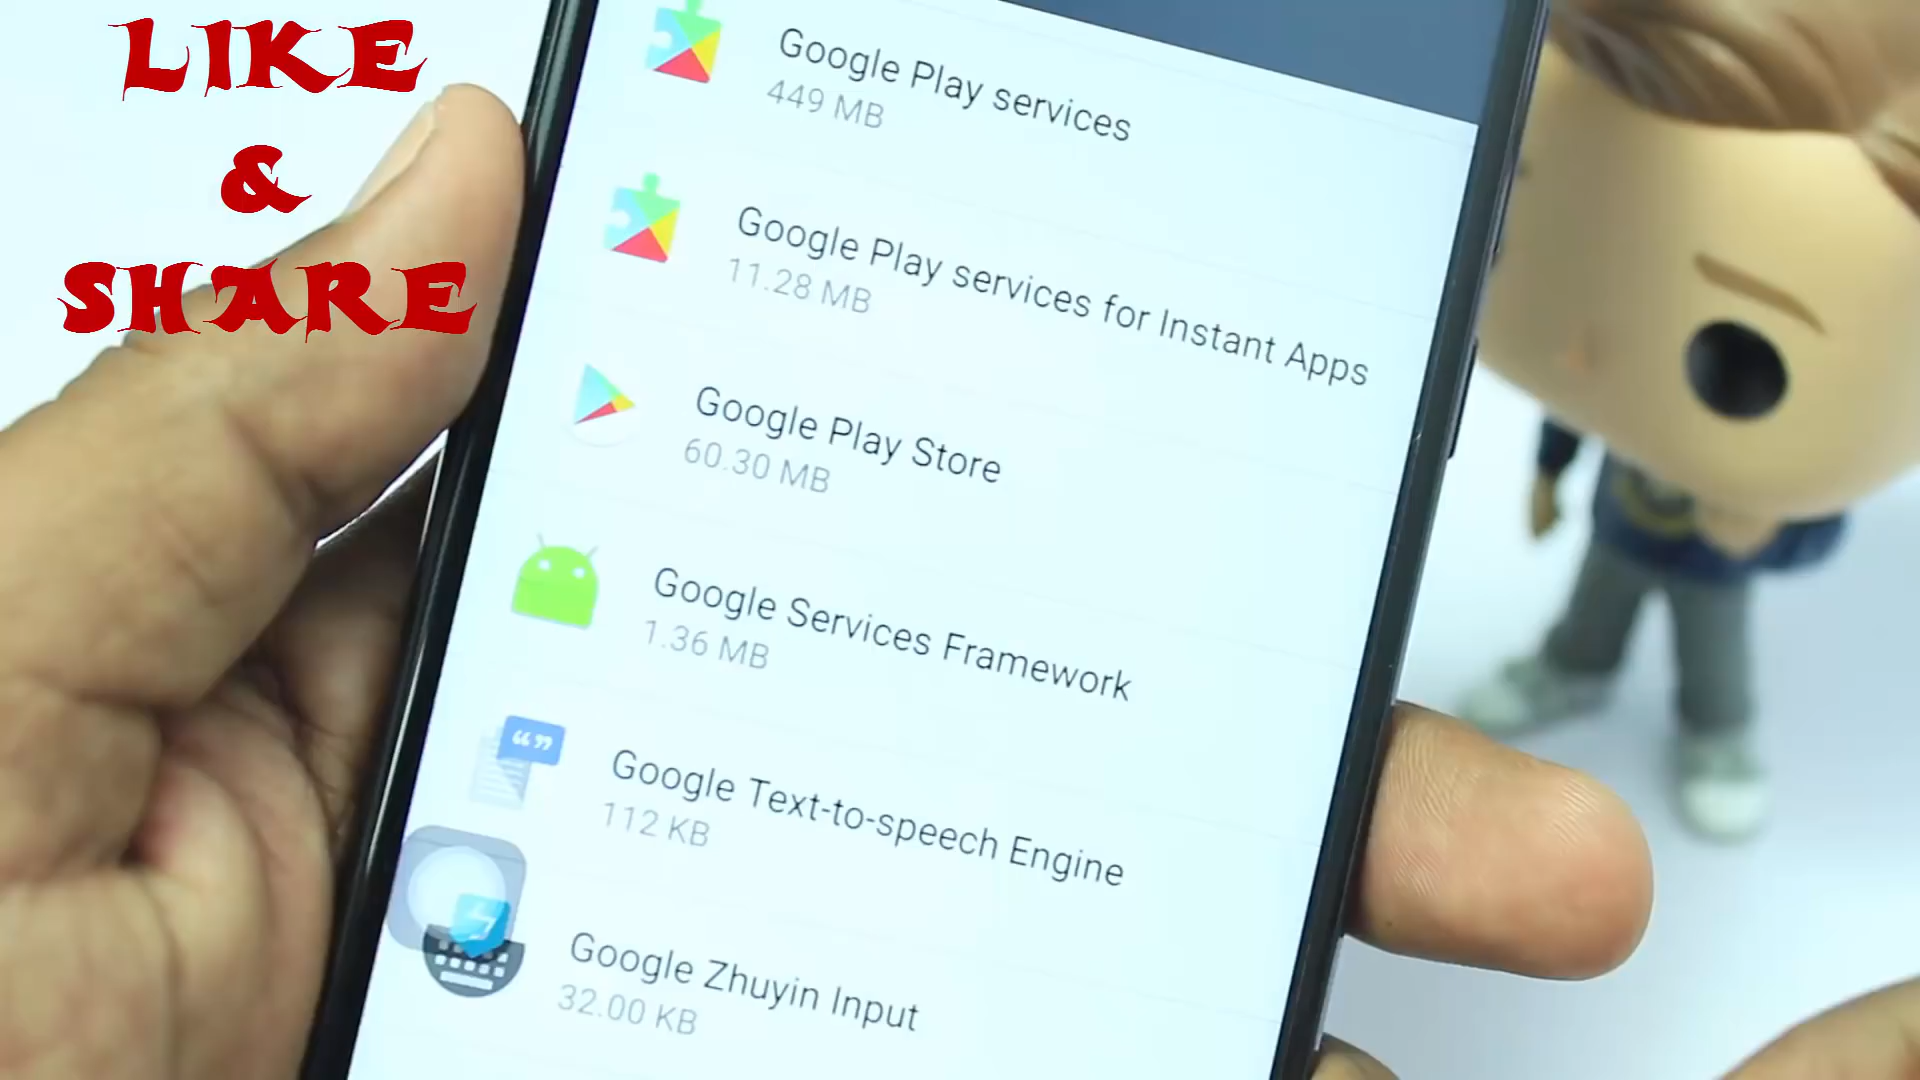 LIKE
&
SHARE
Google Play services
449 MB
Google Play services for Instant Apps
11.28 MB
Google Play Store
60.30 MB
Google Services Framework
1.36 MB
Google Text-to-speech Engine
112 KB
Google Zhuyin Input
32.00 KB